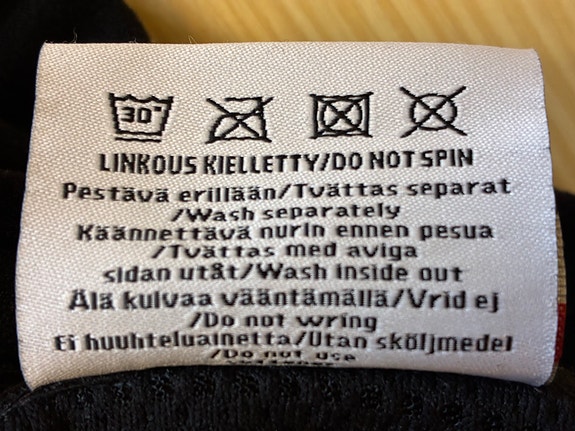 30°
LINKOUS KIELLETTY/DO NOT SPIN
Pestävä erillään/Tvättas separat
/Wash separately
Käännettävä nurin ennen pesua
/Tvättas med aviga
sidan utåt/Wash inside out
Älä kuivaa vääntämällä/Vrid ej
/Do not wring
Ei huuhteluainetta/Utan sköljmedel
/Do not use